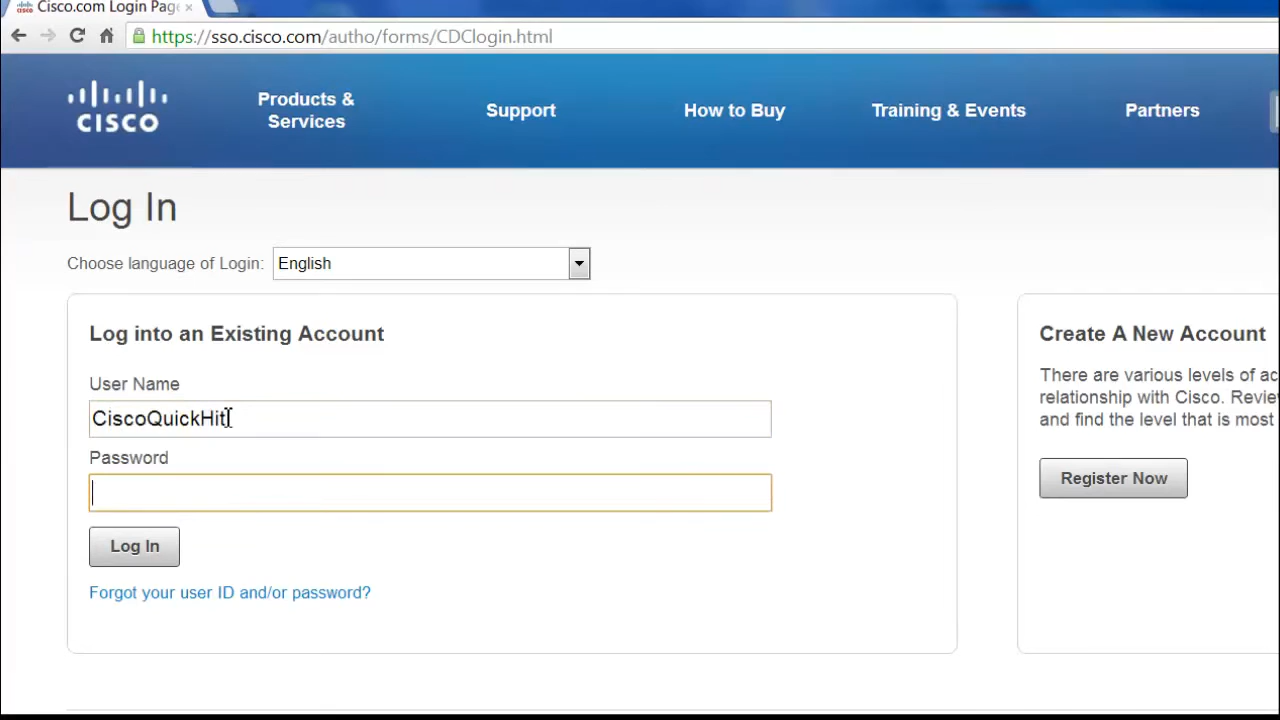 Cisco.com Login Page
https://sso.cisco.com/autho/forms/CDClogin.html
CISCO
Products &
Services
Support
How to Buy
Training & Events
Partners
Log In
Choose language of Login: English
Log into an Existing Account
User Name
CiscoQuickHit
Password
Log In
Forgot your user ID and/or password?
Create A New Account
There are various levels of
relationship with Cisco.
and find the level that is most
Register Now